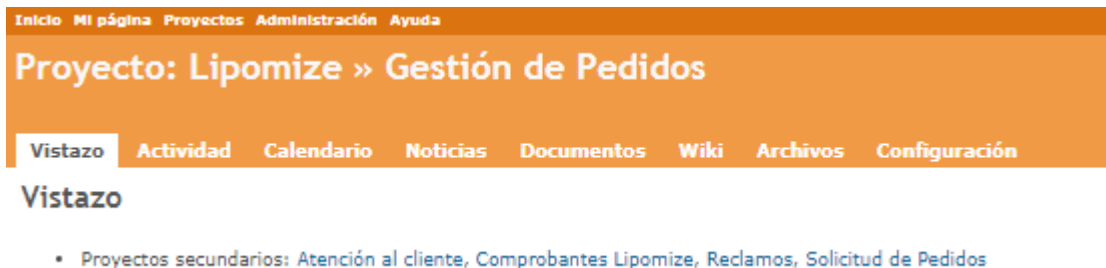 Inicio Mi página Proyectos Administración Ayuda
Proyecto: Lipomize » Gestión de Pedidos
Vistazo Actividad Calendario Noticias Documentos Wiki Archivos Configuración
Vistazo
• Proyectos secundarios: Atención al cliente, Comprobantes Lipomize, Reclamos, Solicitud de Pedidos